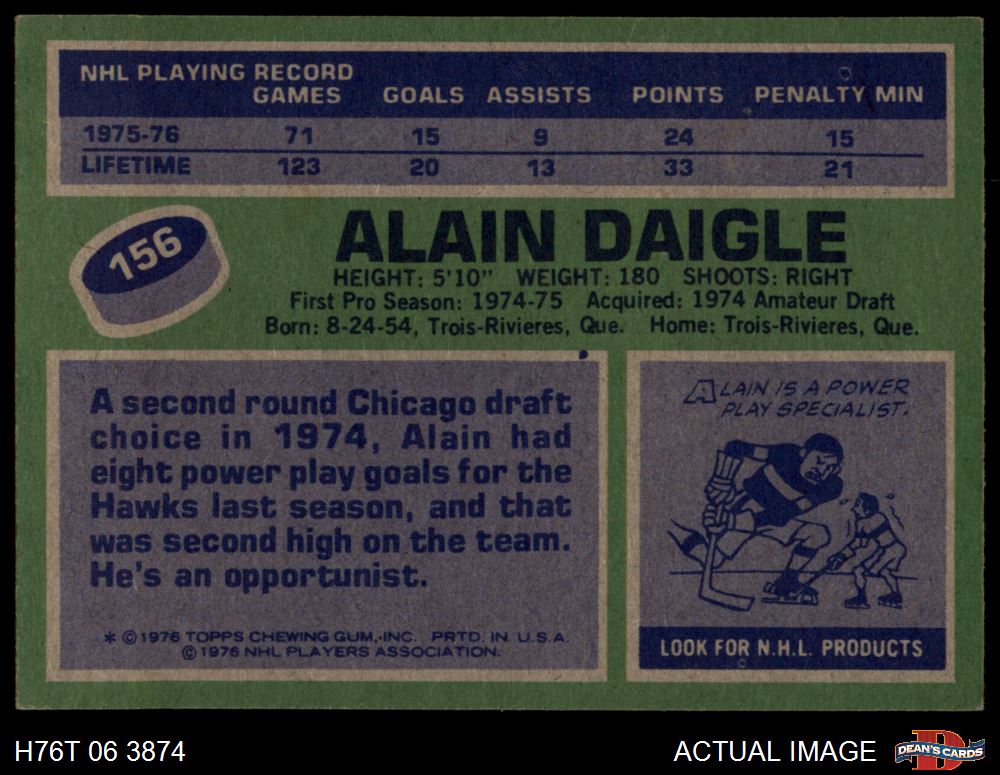 NHL PLAYING RECORD
GAMES GOALS ASSISTS POINTS PENALTY MIN
1975-76 71 15 9 24 15
LIFETIME 123 20 13 33 21
156
ALAIN DAIGLE
HEIGHT: 5'10" WEIGHT: 180 SHOOTS: RIGHT
First Pro Season: 1974-75 Acquired: 1974 Amateur Draft
Born: 8-24-54, Trois-Rivieres, Que. Home: Trois-Rivieres, Que.
A second round Chicago draft
choice in 1974, Alain had
eight power play goals for the
Hawks last season, and that
was second high on the team.
He's an opportunist.
* © 1976 TOPPS CHEWING GUM, INC. PRTD. IN U.S.A.
© 1976 NHL PLAYERS ASSOCIATION.
ALAIN IS A POWER
PLAY SPECIALIST.
LOOK FOR N.H.L. PRODUCTS
H76T 06 3874
ACTUAL IMAGE
D
DEAN'S CARDS